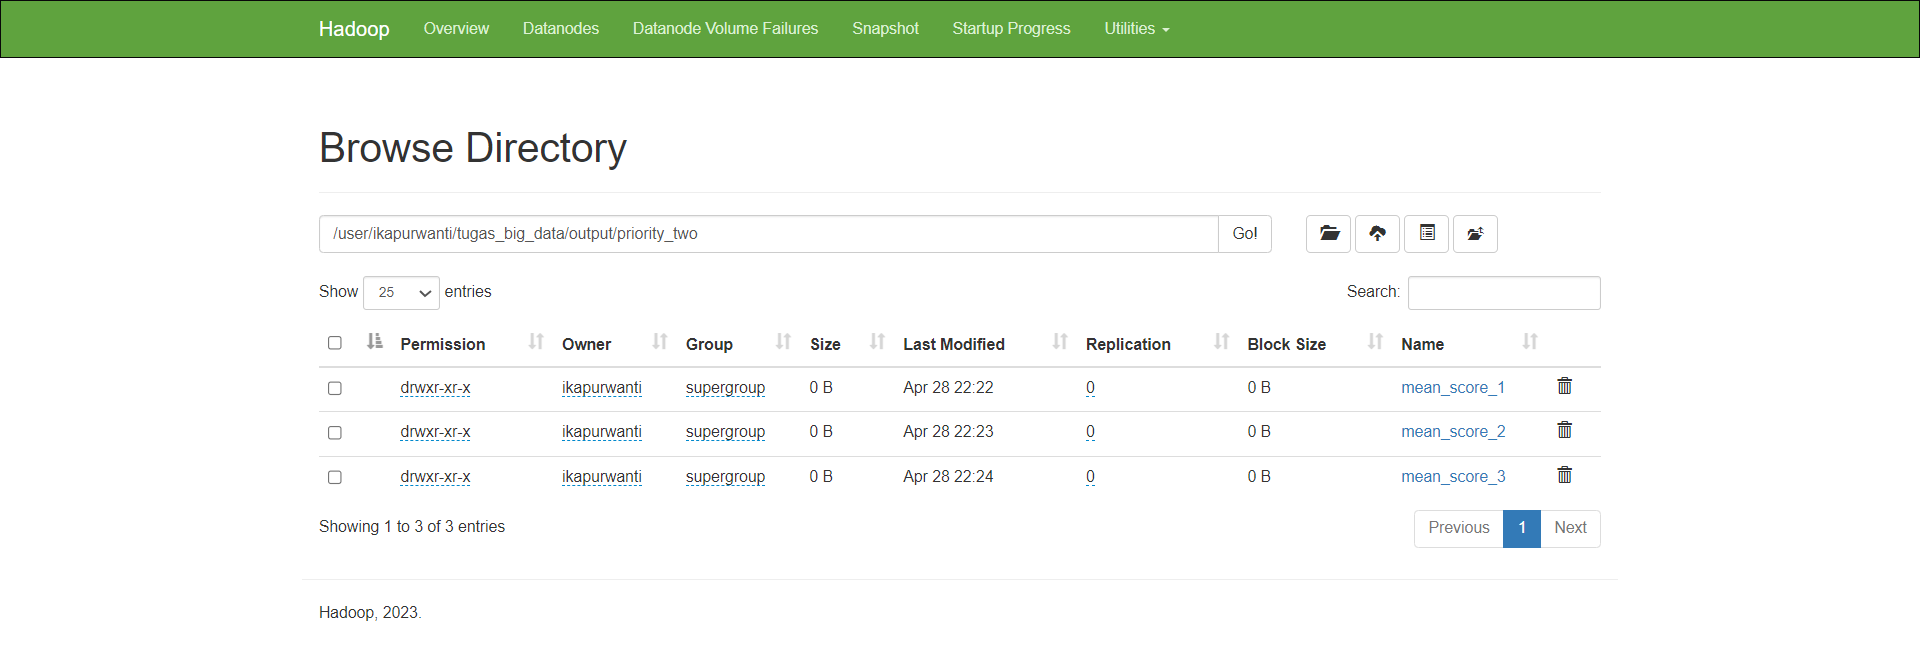 Hadoop Overview Datanodes Datanode Volume Failures Snapshot Startup Progress Utilities
Browse Directory
/user/ikapurwanti/tugas_big_data/output/priority_two Go!
Show 25 entries Search:
Permission Owner Group Size Last Modified Replication Block Size Name
drwxr-xr-x ikapurwanti supergroup 0 B Apr 28 22:22 0 0 B mean_score_1
drwxr-xr-x ikapurwanti supergroup 0 B Apr 28 22:23 0 0 B mean_score_2
drwxr-xr-x ikapurwanti supergroup 0 B Apr 28 22:24 0 0 B mean_score_3
Showing 1 to 3 of 3 entries Previous 1 Next
Hadoop, 2023.